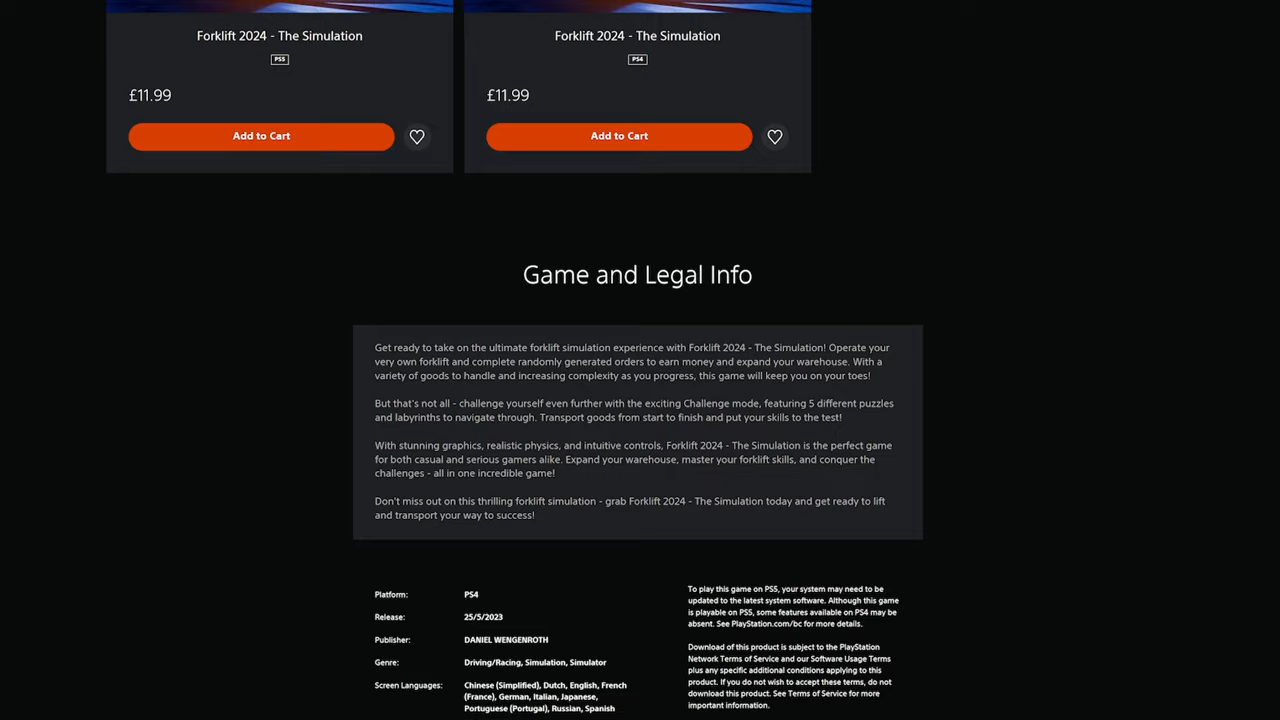 Forklift 2024 - The Simulation
PS5
£11.99
Add to Cart
Forklift 2024 - The Simulation
PS4
£11.99
Add to Cart
Game and Legal Info
Get ready to take on the ultimate forklift simulation experience with Forklift 2024 - The Simulation! Operate your
very own forklift and complete randomly generated orders to earn money and expand your warehouse. With a
variety of goods to handle and increasing complexity as you progress, this game will keep you on your toes!
But that's not all - challenge yourself even further with the exciting Challenge mode, featuring 5 different puzzles
and labyrinths to navigate through. Transport goods from start to finish and put your skills to the test!
With stunning graphics, realistic physics, and intuitive controls, Forklift 2024 - The Simulation is the perfect game
for both casual and serious gamers alike. Expand your warehouse, master your forklift skills, and conquer the
challenges - all in one incredible game!
Don't miss out on this thrilling forklift simulation - grab Forklift 2024 - The Simulation today and get ready to lift
and transport your way to success!
Platform: PS4
Release: 25/5/2023
Publisher: DANIEL WENGENROTH
Genre: Driving/Racing, Simulation, Simulator
Screen Languages: Chinese (Simplified), Dutch, English, French
(France), German, Italian, Japanese,
Portuguese (Portugal), Russian, Spanish
To play this game on PS5, your system may need to be
updated to the latest system software. Although this game
is playable on PS5, some features available on PS4 may be
absent. See PlayStation.com/bc for more details.
Download of this product is subject to the PlayStation
Network Terms of Service and our Software Usage Terms
plus any specific additional conditions applying to this
product. If you do not wish to accept these terms, do not
download this product. See Terms of Service for more
important information.